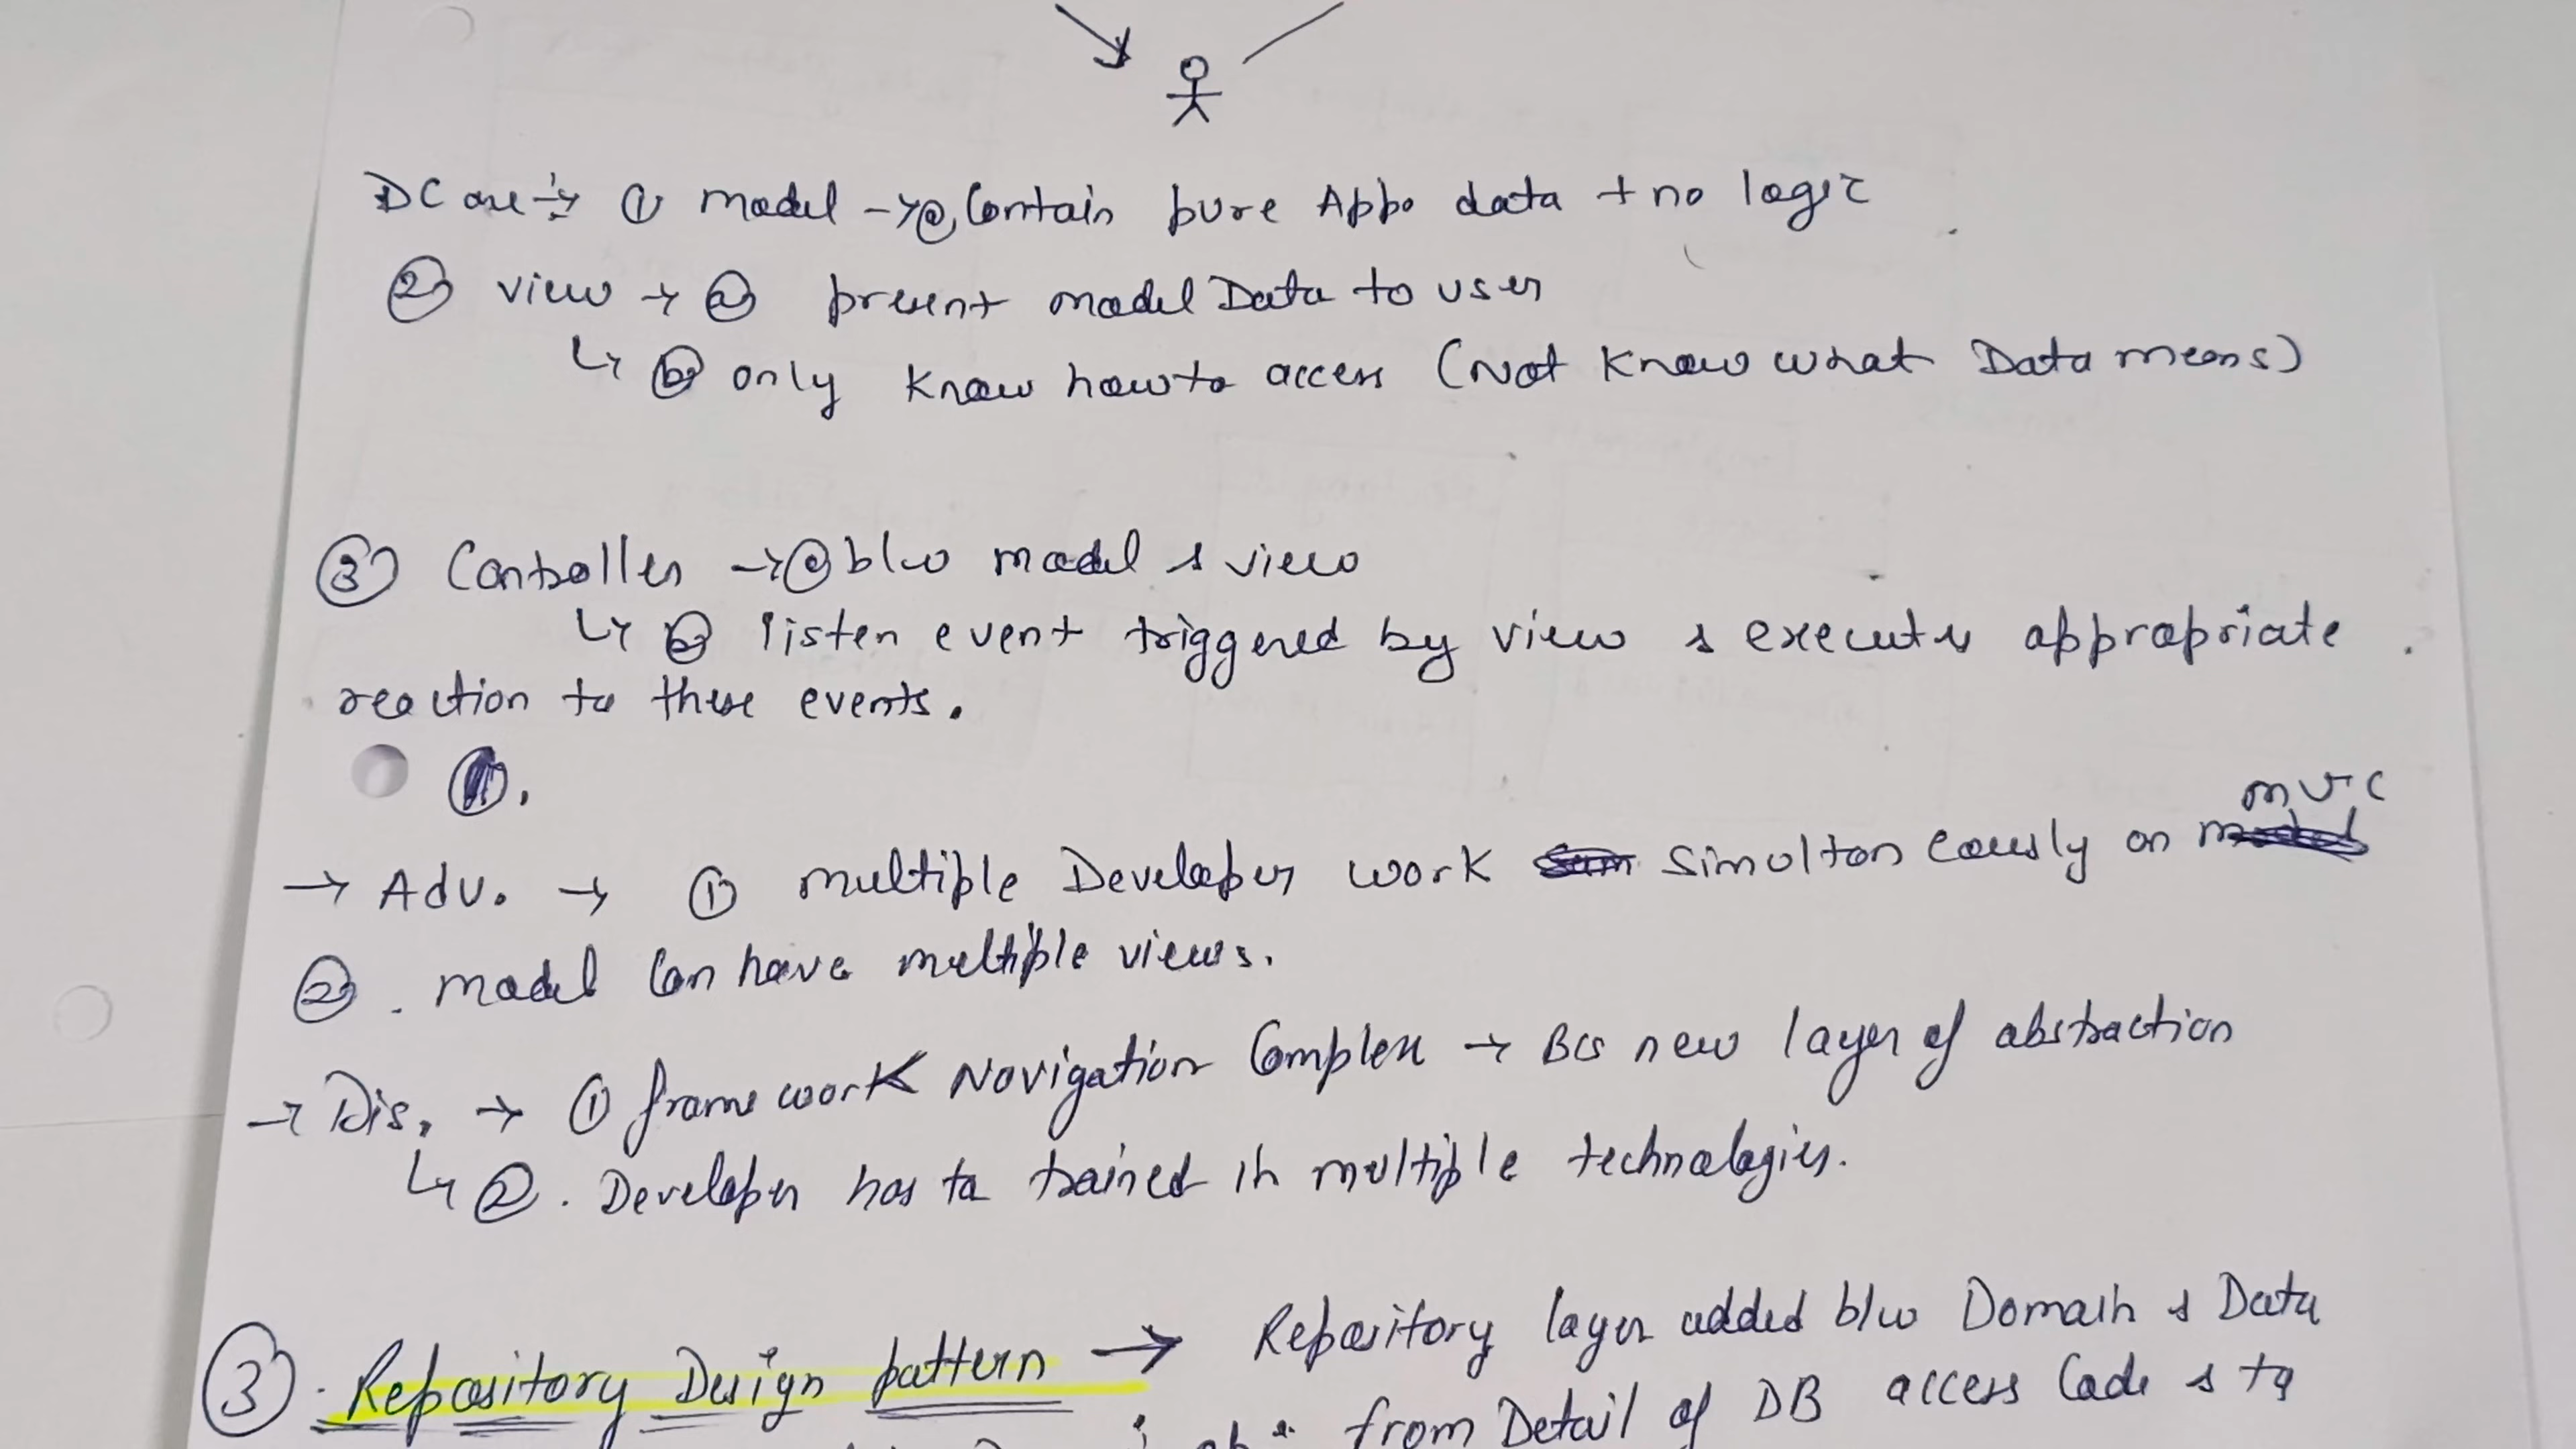 DC are :→ ① model → ⓐ Contain pure App. data + no logic
② view → ⓐ present model Data to user
↳ ⓑ only know how to access (Not know what Data means)
③ Controller → ⓐ b/w model & view
↳ ⓑ listen event triggered by view & executes appropriate
reaction to these events.
mvc
→ Adv. → ① multiple Developer work simultoneously on
②. model can have multiple views.
→ Dis. → ① framework Navigation Complex → Bcs new layer of abstraction
↳ ②. Developer has to trained in multiple technologies.
③. Repository Design pattern → Repository layer added b/w Domain & Data
from Detail of DB access Code & to